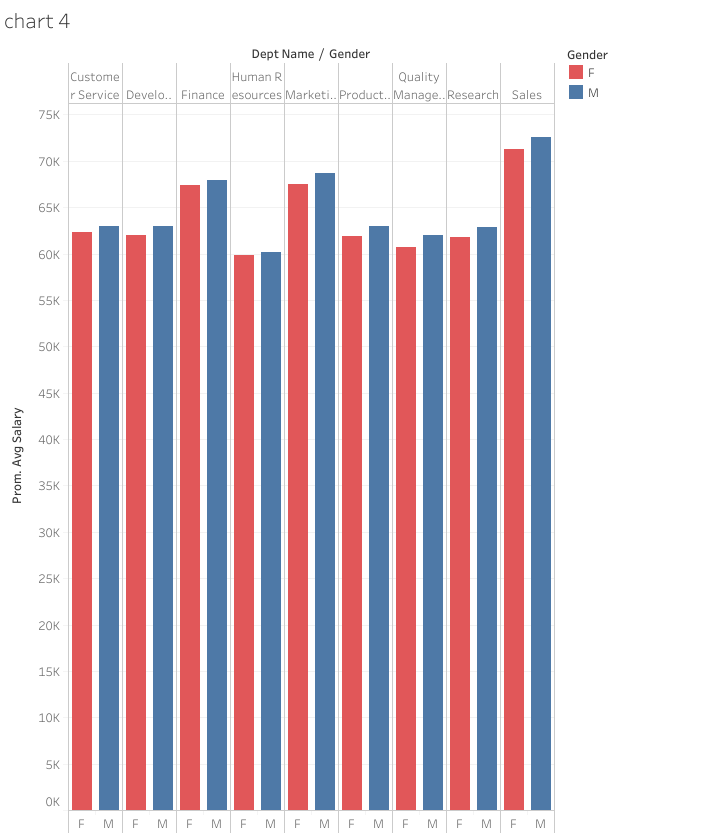 chart 4
Dept Name / Gender
Custome
r Service
Develo..
Finance
Human R
esources
Marketi..
Product..
Quality
Manage..
Research
Sales
Gender
F
M
75K
70K
65K
60K
55K
50K
45K
40K
35K
30K
25K
20K
15K
10K
5K
0K
Prom. Avg Salary
F M F M F M F M F M F M F M F M F M